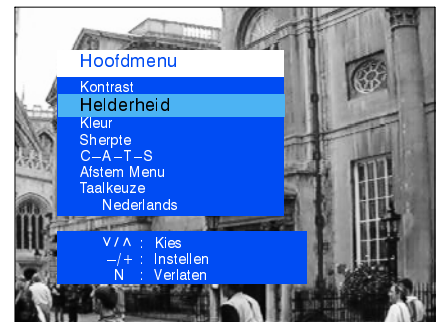 Hoofdmenu
Kontrast
Helderheid
Kleur
Sherpte
C–A–T–S
Afstem Menu
Taalkeuze
Nederlands
V / Λ : Kies
–/+ : Instellen
N : Verlaten